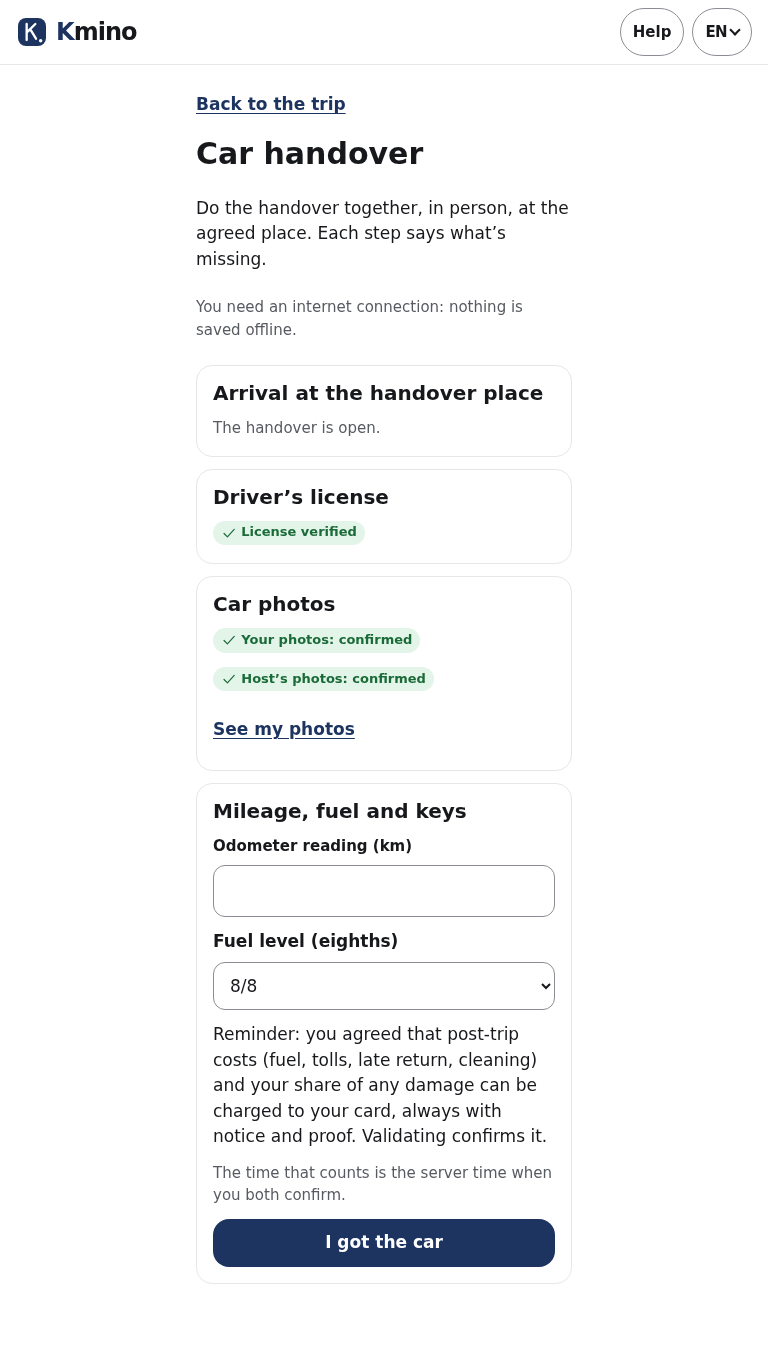 K. Kmino
Help
EN
Back to the trip
Car handover
Do the handover together, in person, at the
agreed place. Each step says what’s
missing.
You need an internet connection: nothing is
saved offline.
Arrival at the handover place
The handover is open.
Driver’s license
License verified
Car photos
Your photos: confirmed
Host’s photos: confirmed
See my photos
Mileage, fuel and keys
Odometer reading (km)
Fuel level (eighths)
8/8
Reminder: you agreed that post-trip
costs (fuel, tolls, late return, cleaning)
and your share of any damage can be
charged to your card, always with
notice and proof. Validating confirms it.
The time that counts is the server time when
you both confirm.
I got the car